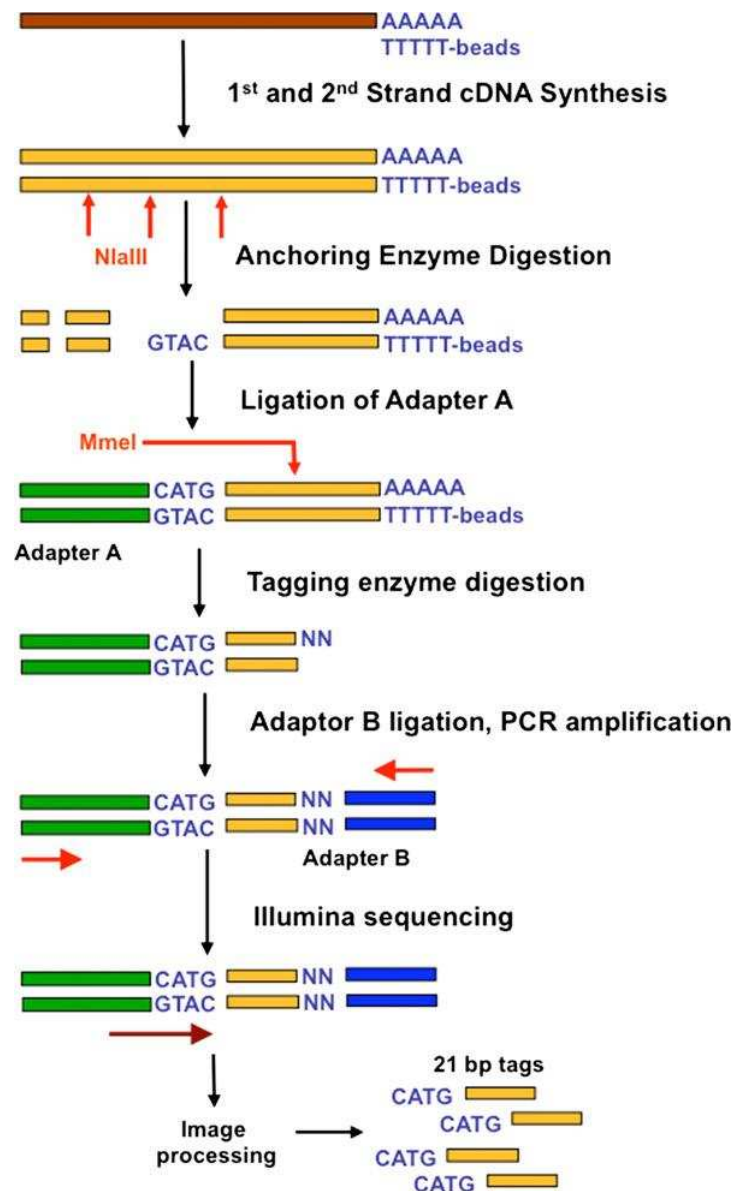 AAAAA
TTTTT-beads
1st and 2nd Strand cDNA Synthesis
AAAAA
TTTTT-beads
NlaIII
Anchoring Enzyme Digestion
AAAAA
GTAC TTTTT-beads
Ligation of Adapter A
MmeI
CATG AAAAA
GTAC TTTTT-beads
Adapter A
Tagging enzyme digestion
CATG NN
GTAC
Adaptor B ligation, PCR amplification
CATG NN
GTAC NN
Adapter B
Illumina sequencing
CATG NN
GTAC NN
21 bp tags
CATG
CATG
Image
processing
CATG
CATG